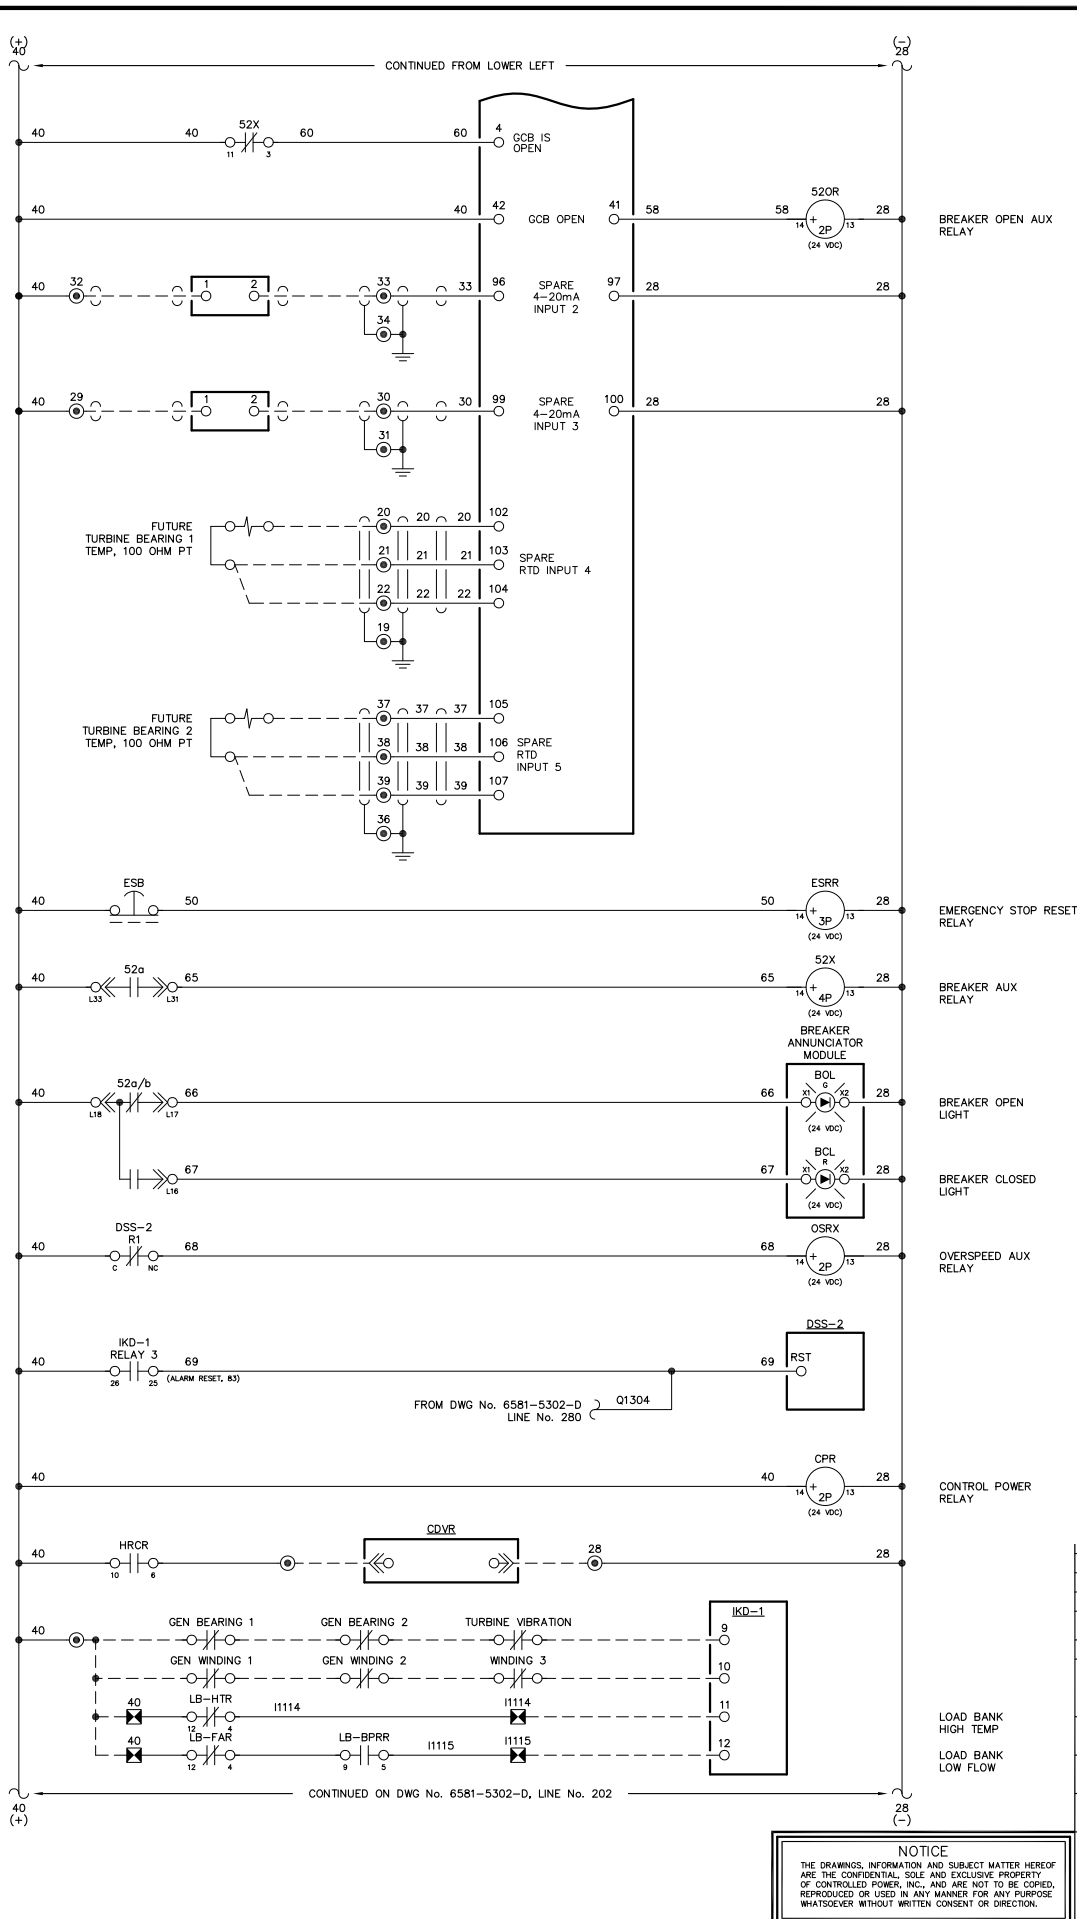 (+) (-)
40 28
CONTINUED FROM LOWER LEFT
52X 4
40 40 60 60 GCB IS
11 3 OPEN
520R
42 41
40 40 GCB OPEN 58 58 + 28 BREAKER OPEN AUX
14 2P 13 RELAY
(24 VDC)
32 1 2 33 96 SPARE 97
40 33 4-20mA 28 28
INPUT 2
34
29 1 2 30 99 SPARE 100
40 30 4-20mA 28 28
INPUT 3
31
FUTURE 20 20 20 102
TURBINE BEARING 1
TEMP, 100 OHM PT 21 21 21 103 SPARE
RTD INPUT 4
22 22 22 104
19
FUTURE 37 37 37 105
TURBINE BEARING 2
TEMP, 100 OHM PT 38 38 38 106 SPARE
RTD
INPUT 5
39 39 39 107
36
ESB ESRR
40 50 50 + 28 EMERGENCY STOP RESET
14 3P 13 RELAY
(24 VDC)
52a 52X
40 65 65 + 28 BREAKER AUX
L33 L31 14 4P 13 RELAY
(24 VDC)
BREAKER
ANNUNCIATOR
MODULE
52a/b BOL
40 66 66 X1 G X2 28 BREAKER OPEN
L18 L17 LIGHT
(24 VDC)
BCL
67 67 X1 R X2 28 BREAKER CLOSED
L16 LIGHT
(24 VDC)
DSS-2 OSRX
R1
40 68 68 + 28 OVERSPEED AUX
C NC 14 2P 13 RELAY
(24 VDC)
DSS-2
IKD-1
RELAY 3
40 69 69 RST
26 25 (ALARM RESET, 83)
FROM DWG No. 6581-5302-D Q1304
LINE No. 280
CPR
40 40 + 28 CONTROL POWER
14 2P 13 RELAY
(24 VDC)
CDVR
HRCR
40 28 28
10 6
IKD-1
GEN BEARING 1 GEN BEARING 2 TURBINE VIBRATION
40 9
GEN WINDING 1 GEN WINDING 2 WINDING 3 10
40 LB-HTR I1114 I1114 11 LOAD BANK
12 4 HIGH TEMP
40 LB-FAR LB-BPRR I1115 I1115 12 LOAD BANK
12 4 9 5 LOW FLOW
CONTINUED ON DWG No. 6581-5302-D, LINE No. 202
40 28
(+) (-)
NOTICE
THE DRAWINGS, INFORMATION AND SUBJECT MATTER HEREOF
ARE THE CONFIDENTIAL, SOLE AND EXCLUSIVE PROPERTY
OF CONTROLLED POWER, INC., AND ARE NOT TO BE COPIED,
REPRODUCED OR USED IN ANY MANNER FOR ANY PURPOSE
WHATSOEVER WITHOUT WRITTEN CONSENT OR DIRECTION.